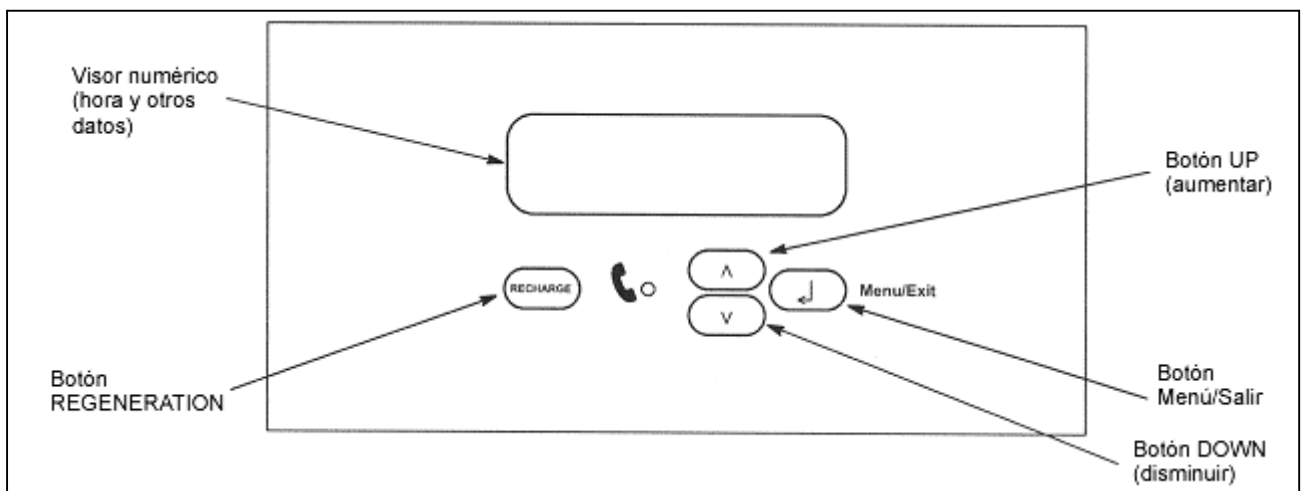 Visor numérico
(hora y otros
datos)
Botón UP
(aumentar)
RECHARGE
∧
∨
Menu/Exit
Botón
REGENERATION
Botón
Menú/Salir
Botón DOWN
(disminuir)